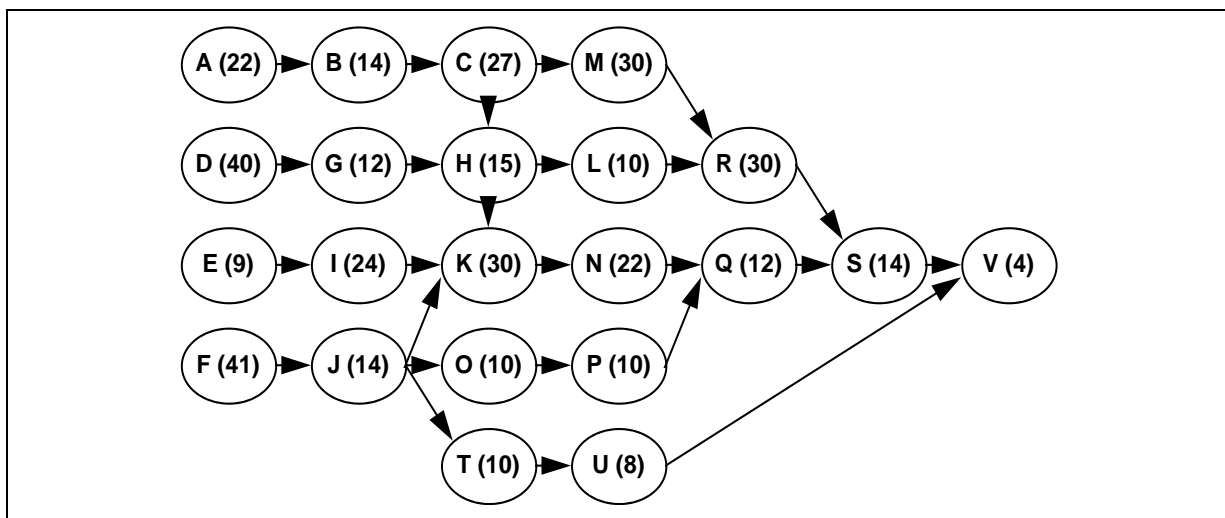 A (22) B (14) C (27) M (30)
D (40) G (12) H (15) L (10) R (30)
E (9) I (24) K (30) N (22) Q (12) S (14) V (4)
F (41) J (14) O (10) P (10)
T (10) U (8)